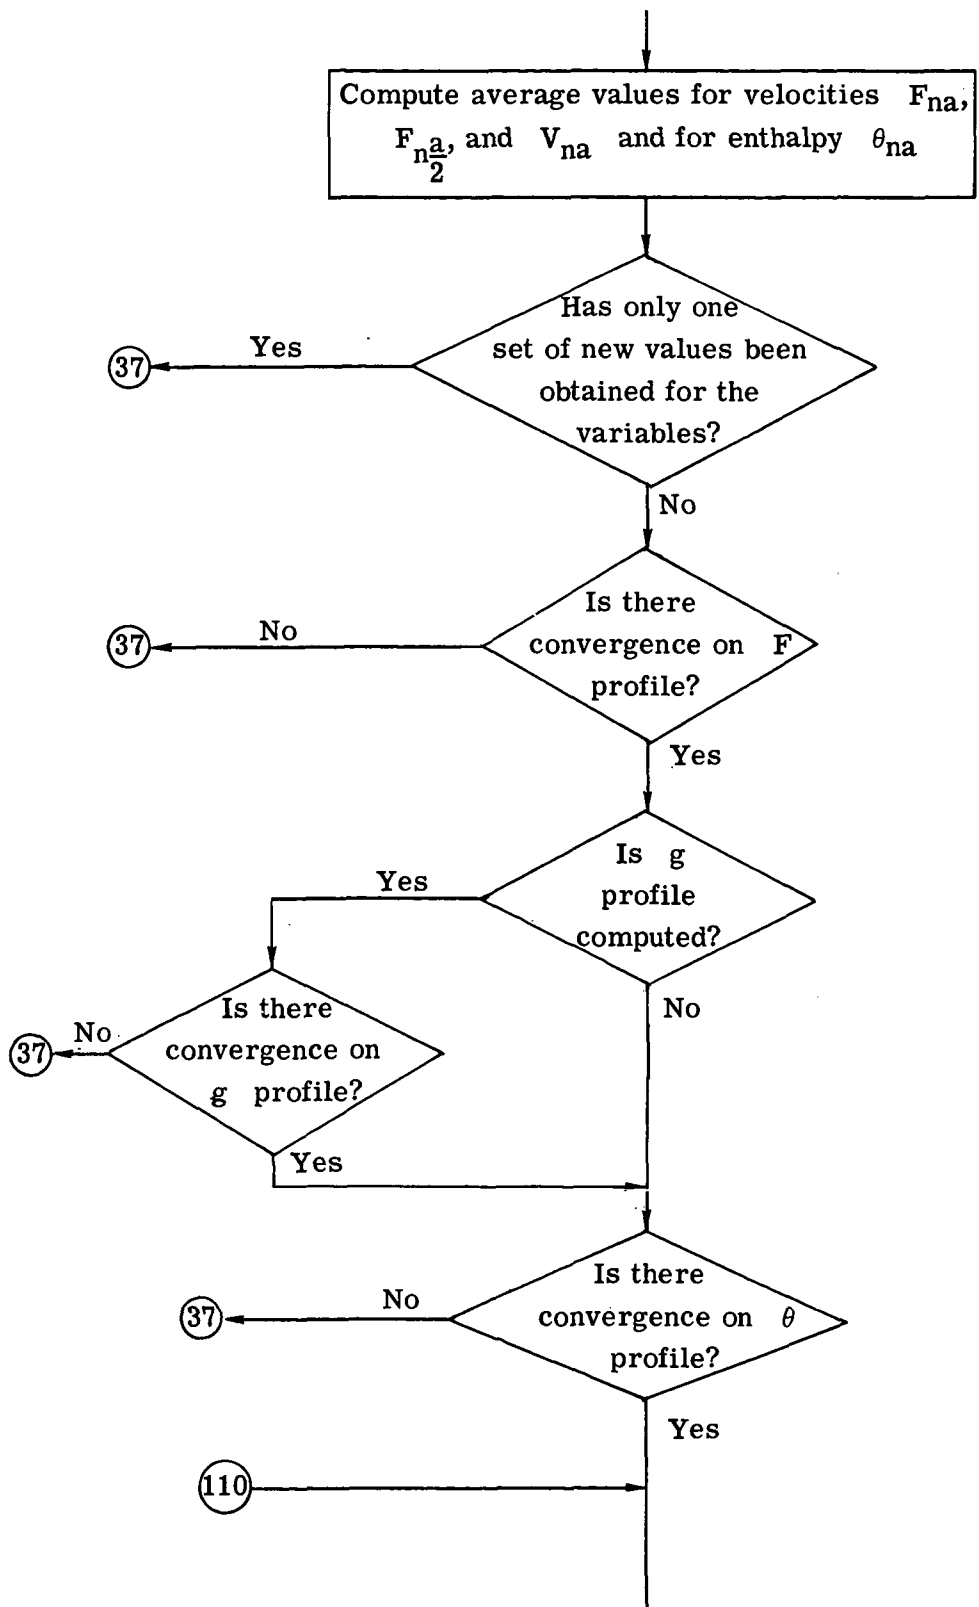 Compute average values for velocities F_na,
F_n a/2, and V_na and for enthalpy θ_na
Has only one
set of new values been
obtained for the
variables?
Yes
37
No
Is there
convergence on F
profile?
No
37
Yes
Is g
profile
computed?
Yes
No
Is there
convergence on
g profile?
No
37
Yes
Is there
convergence on θ
profile?
No
37
Yes
110